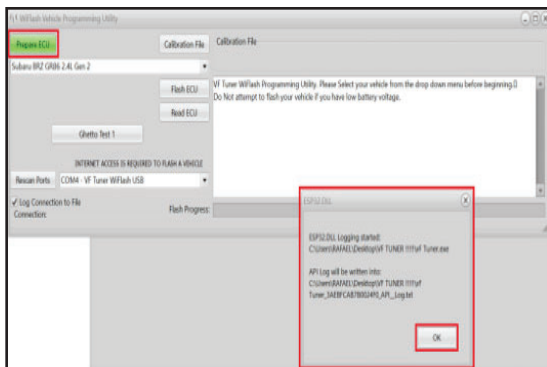 WiFlash Vehicle Programming Utility
Prepare ECU
Calibration File
Calibration File
Subaru BRZ GR86 2.4L Gen 2
Flash ECU
Read ECU
VF Tuner WiFlash Programming Utility. Please Select your vehicle from the drop down menu before beginning.
Do Not attempt to flash your vehicle if you have low battery voltage.
Ghetto Test 1
INTERNET ACCESS IS REQUIRED TO FLASH A VEHICLE
Rescan Ports
COM4 - VF Tuner WiFlash USB
✓ Log Connection to File
Connection:
Flash Progress:
ESP32.DLL
ESP32.DLL Logging started:
C:\Users\RAFAEL\Desktop\VF TUNER !!!!\vf Tuner.exe
API Log will be written into:
C:\Users\RAFAEL\Desktop\VF TUNER !!!!\vf
OK